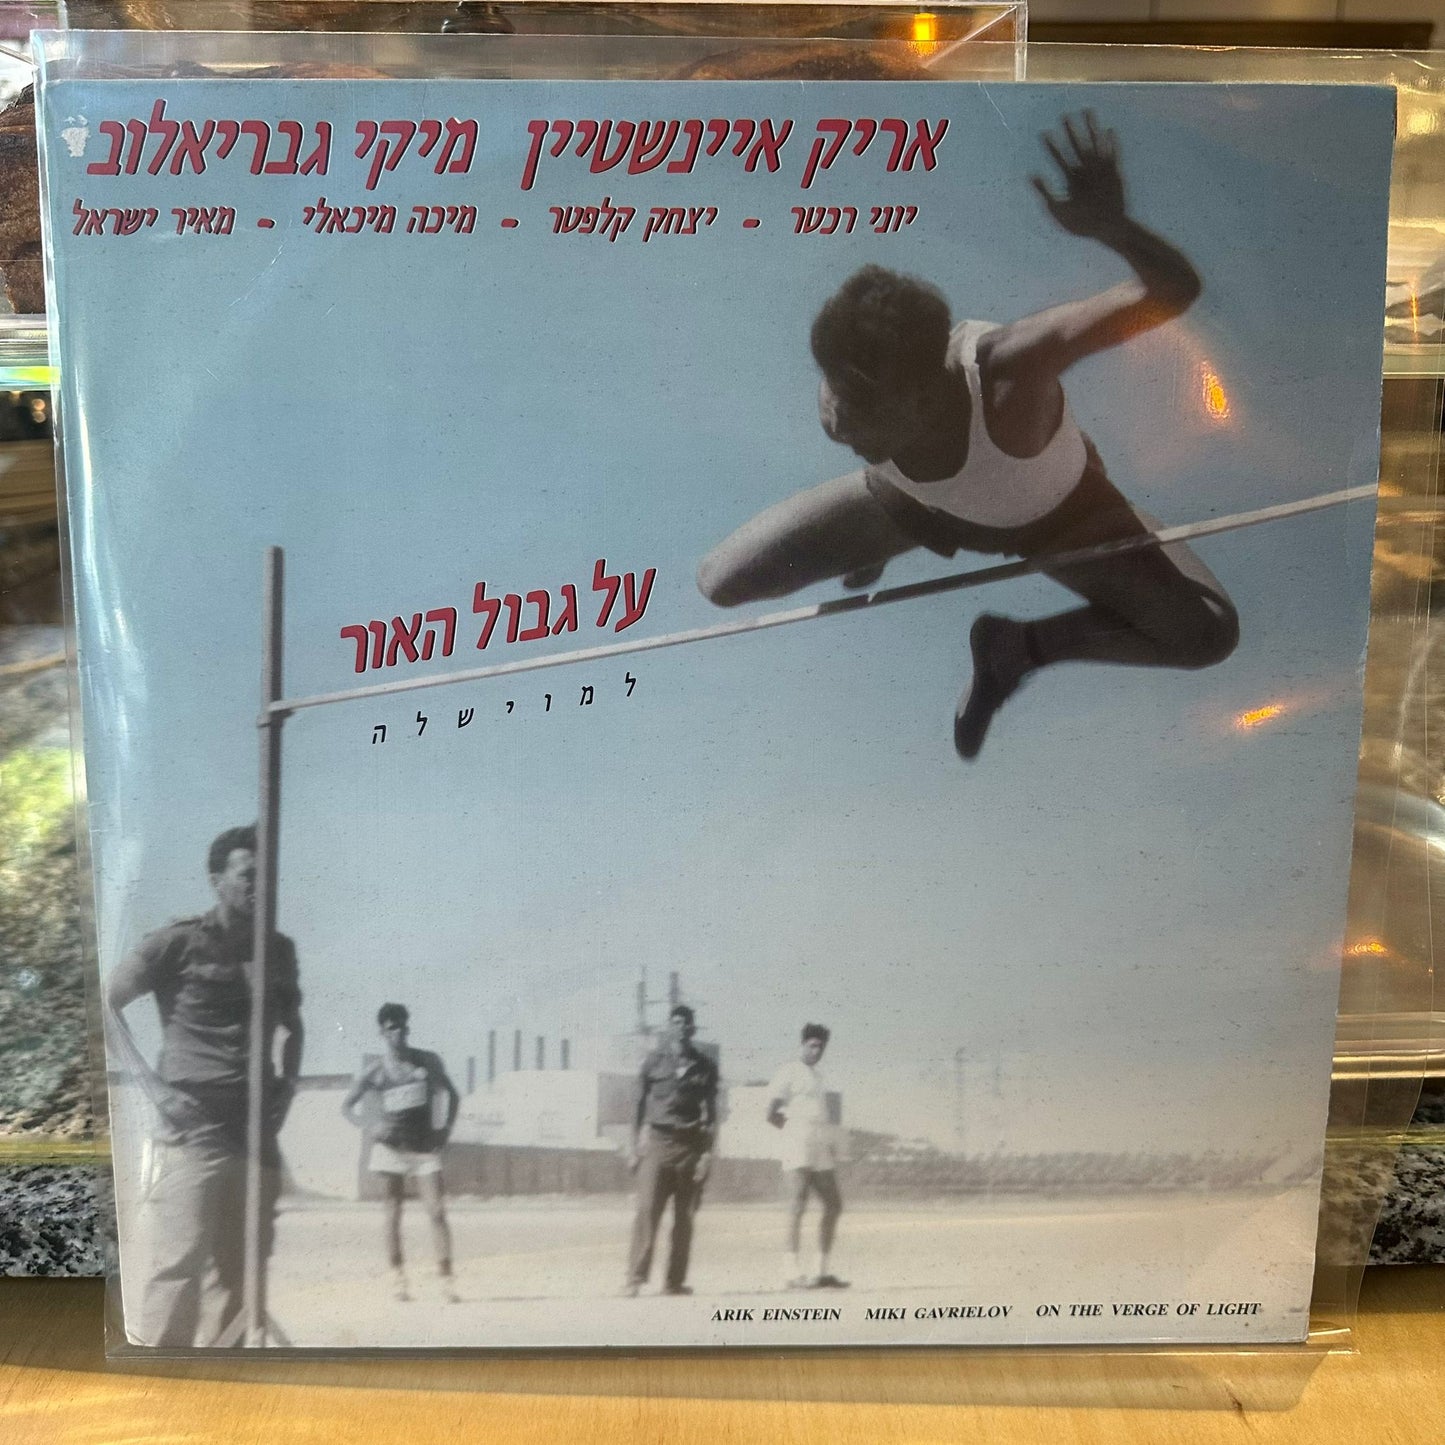 אריק איינשטיין מיקי גבריאלוב
יוני רכטר - יצחק קלפטר - מיכה מיכאלי - מאיר ישראל
על גבול האור
למוישלה
ARIK EINSTEIN MIKI GAVRIELOV ON THE VERGE OF LIGHT